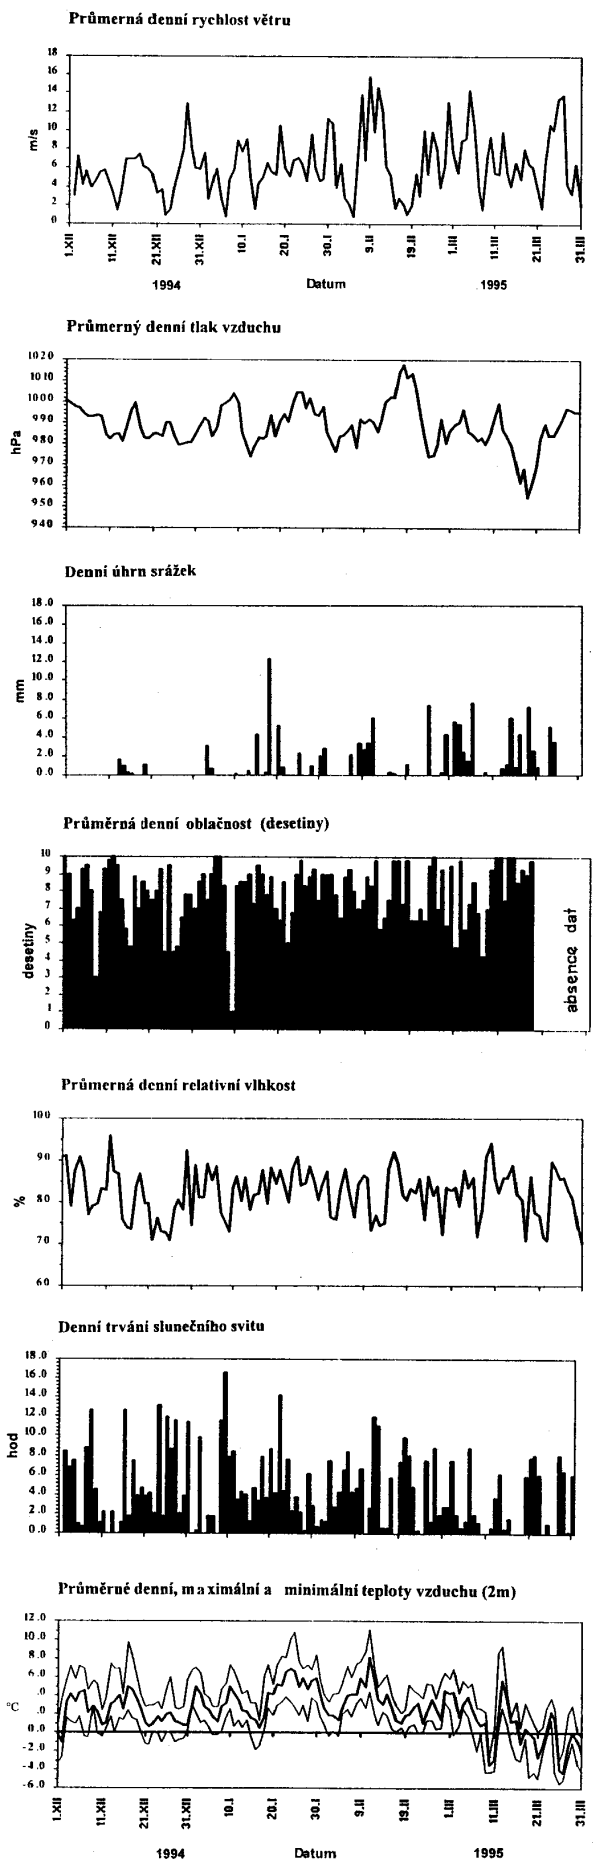 Průmerná denní rychlost větru
18
16
14
12
10
8
6
4
2
0
m/s
1.XII
11.XII
21.XII
31.XII
10.I
20.I
30.I
9.II
19.II
1.III
11.III
21.III
31.III
1994 Datum 1995
Průmerný denní tlak vzduchu
1020
1010
1000
990
980
970
960
950
940
hPa
Denní úhrn srážek
18.0
16.0
14.0
12.0
10.0
8.0
6.0
4.0
2.0
0.0
mm
Průměrná denní oblačnost (desetiny)
10
9
8
7
6
5
4
3
2
1
0
desetiny
absence dat
Průmerná denní relativní vlhkost
100
90
80
70
60
%
Denní trvání slunečního svitu
18.0
16.0
14.0
12.0
10.0
8.0
6.0
4.0
2.0
0.0
hod
Průměrné denní, maximální a minimální teploty vzduchu (2m)
12.0
10.0
8.0
6.0
.0
.0
0.0
-2.0
-4.0
-6.0
°C
1.XII
11.XII
21.XII
31.XII
10.I
20.I
30.I
9.II
19.II
1.III
11.III
21.III
31.III
1994 Datum 1995